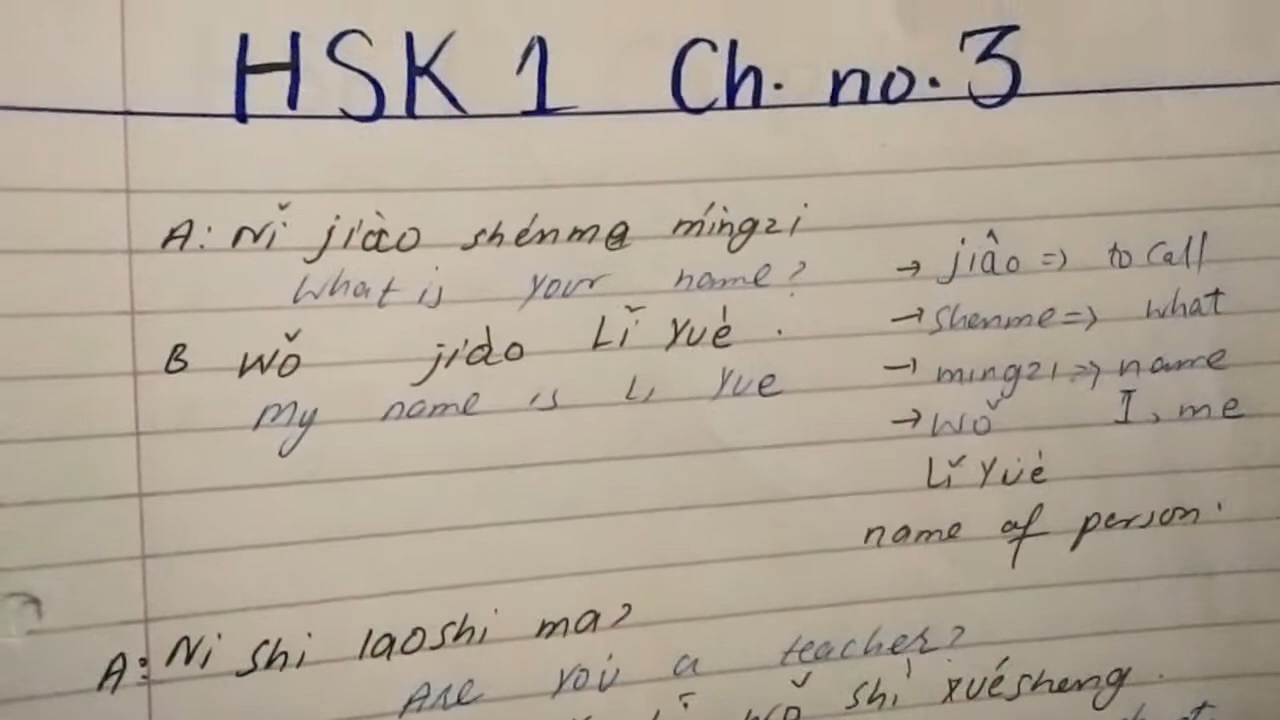 HSK 1 Ch. no. 3
A: Nǐ jiào shénme míngzi
What is your name?
→ jiâo => to call
B Wǒ jiào Lǐ Yuè.
→ Shenme => what
My name is Li Yue
→ mingzi => name
→ Wǒ I, me
Lǐ Yüè
name of person.
A: Ni shi laoshi ma?
Are you a teacher?
wǒ shì xuésheng.